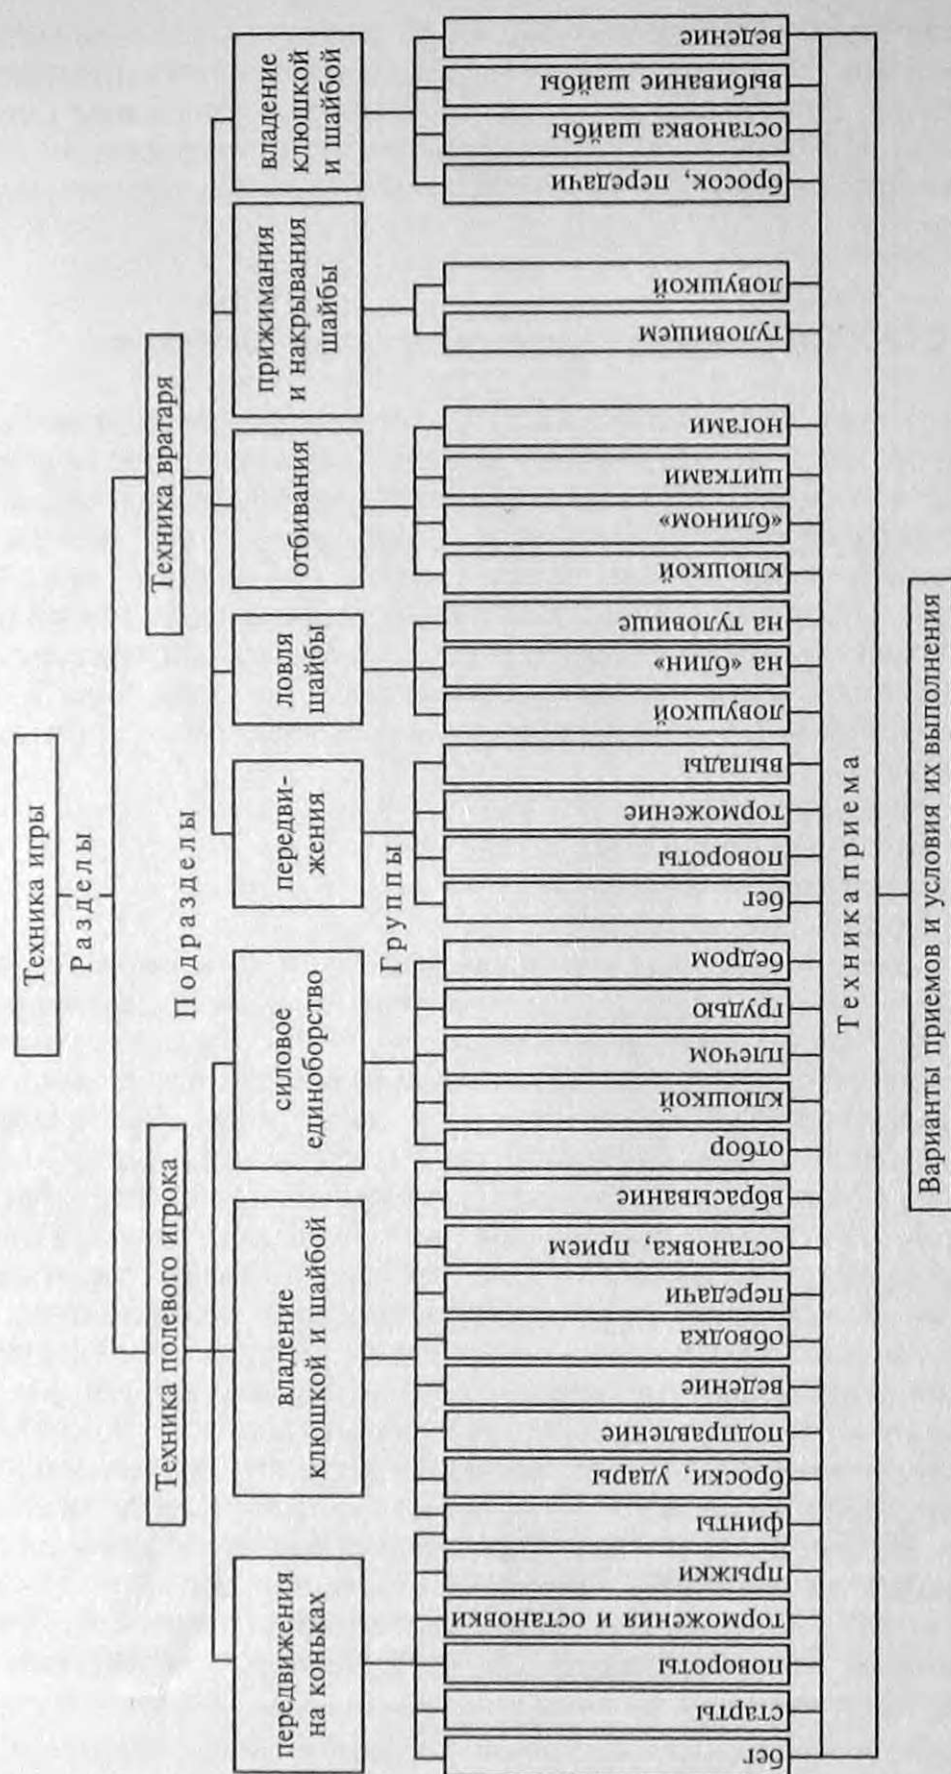 Техника игры
Разделы
Техника полевого игрока
Техника вратаря
Подразделы
передвижения
на коньках
владение
клюшкой и шайбой
силовое
единоборство
передви-
жения
ловля
шайбы
отбивания
прижимания
и накрывания
шайбы
владение
клюшкой
и шайбой
Группы
бег
старты
повороты
торможения и остановки
прыжки
финты
броски, удары
подправление
ведение
обводка
передачи
остановка, прием
вбрасывание
отбор
клюшкой
плечом
грудью
бедром
бег
повороты
торможение
выпады
ловушкой
на «блин»
на туловище
клюшкой
«блином»
щитками
ногами
туловищем
ловушкой
бросок, передачи
остановка шайбы
выбивание шайбы
ведение
Техника приема
Варианты приемов и условия их выполнения